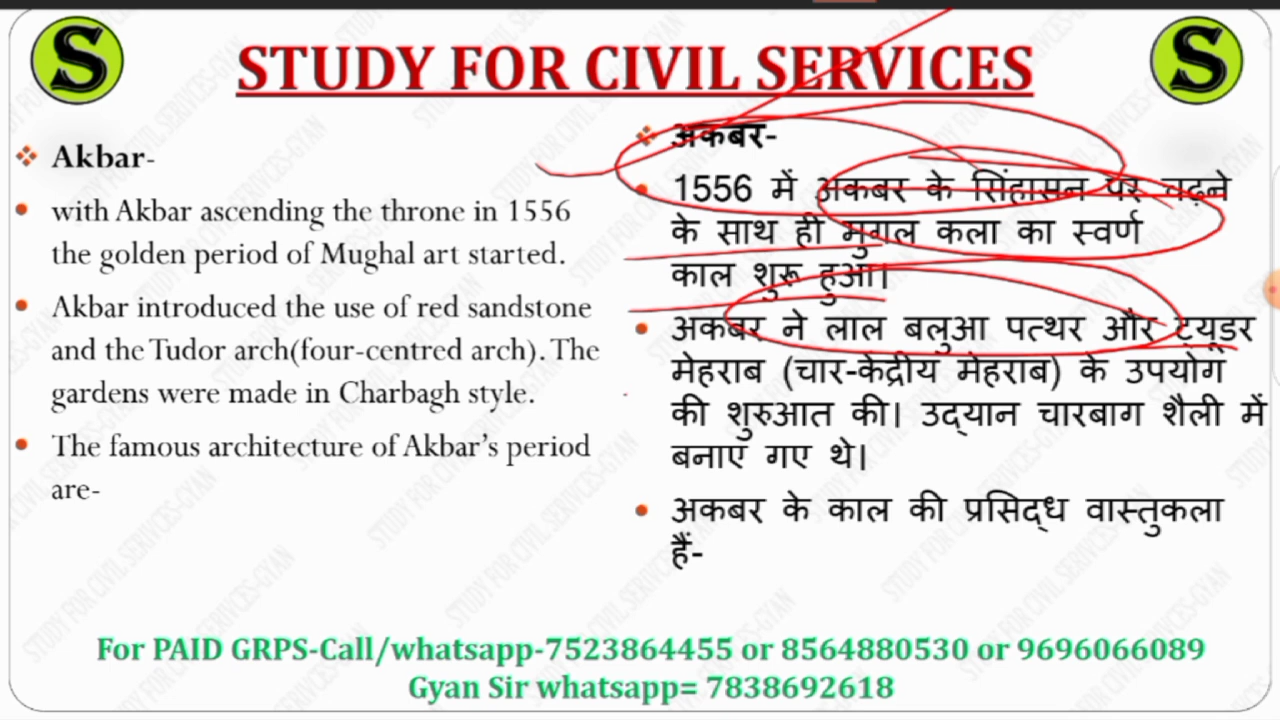 S
STUDY FOR CIVIL SERVICES
S
Akbar-
with Akbar ascending the throne in 1556
the golden period of Mughal art started.
Akbar introduced the use of red sandstone
and the Tudor arch(four-centred arch). The
gardens were made in Charbagh style.
The famous architecture of Akbar's period
are-
अकबर-
1556 में अकबर के सिंहासन पर चढ़ने
के साथ ही मुगल कला का स्वर्ण
काल शुरू हुआ।
अकबर ने लाल बलुआ पत्थर और ट्यूडर
मेहराब (चार-केंद्रीय मेहराब) के उपयोग
की शुरुआत की। उद्यान चारबाग शैली में
बनाए गए थे।
अकबर के काल की प्रसिद्ध वास्तुकला
हैं-
For PAID GRPS-Call/whatsapp-7523864455 or 8564880530 or 9696066089
Gyan Sir whatsapp= 7838692618